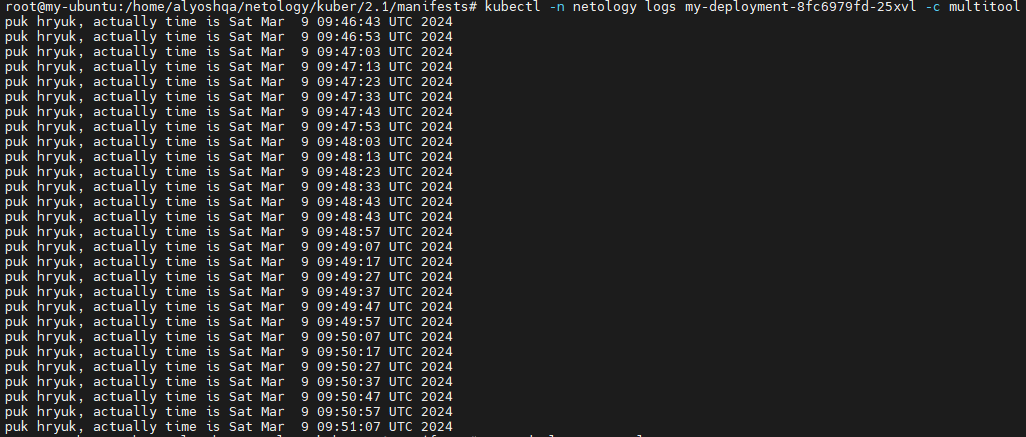 root@my-ubuntu:/home/alyoshqa/netology/kuber/2.1/manifests# kubectl -n netology logs my-deployment-8fc6979fd-25xvl -c multitool
puk hryuk, actually time is Sat Mar  9 09:46:43 UTC 2024
puk hryuk, actually time is Sat Mar  9 09:46:53 UTC 2024
puk hryuk, actually time is Sat Mar  9 09:47:03 UTC 2024
puk hryuk, actually time is Sat Mar  9 09:47:13 UTC 2024
puk hryuk, actually time is Sat Mar  9 09:47:23 UTC 2024
puk hryuk, actually time is Sat Mar  9 09:47:33 UTC 2024
puk hryuk, actually time is Sat Mar  9 09:47:43 UTC 2024
puk hryuk, actually time is Sat Mar  9 09:47:53 UTC 2024
puk hryuk, actually time is Sat Mar  9 09:48:03 UTC 2024
puk hryuk, actually time is Sat Mar  9 09:48:13 UTC 2024
puk hryuk, actually time is Sat Mar  9 09:48:23 UTC 2024
puk hryuk, actually time is Sat Mar  9 09:48:33 UTC 2024
puk hryuk, actually time is Sat Mar  9 09:48:43 UTC 2024
puk hryuk, actually time is Sat Mar  9 09:48:43 UTC 2024
puk hryuk, actually time is Sat Mar  9 09:48:57 UTC 2024
puk hryuk, actually time is Sat Mar  9 09:49:07 UTC 2024
puk hryuk, actually time is Sat Mar  9 09:49:17 UTC 2024
puk hryuk, actually time is Sat Mar  9 09:49:27 UTC 2024
puk hryuk, actually time is Sat Mar  9 09:49:37 UTC 2024
puk hryuk, actually time is Sat Mar  9 09:49:47 UTC 2024
puk hryuk, actually time is Sat Mar  9 09:49:57 UTC 2024
puk hryuk, actually time is Sat Mar  9 09:50:07 UTC 2024
puk hryuk, actually time is Sat Mar  9 09:50:17 UTC 2024
puk hryuk, actually time is Sat Mar  9 09:50:27 UTC 2024
puk hryuk, actually time is Sat Mar  9 09:50:37 UTC 2024
puk hryuk, actually time is Sat Mar  9 09:50:47 UTC 2024
puk hryuk, actually time is Sat Mar  9 09:50:57 UTC 2024
puk hryuk, actually time is Sat Mar  9 09:51:07 UTC 2024